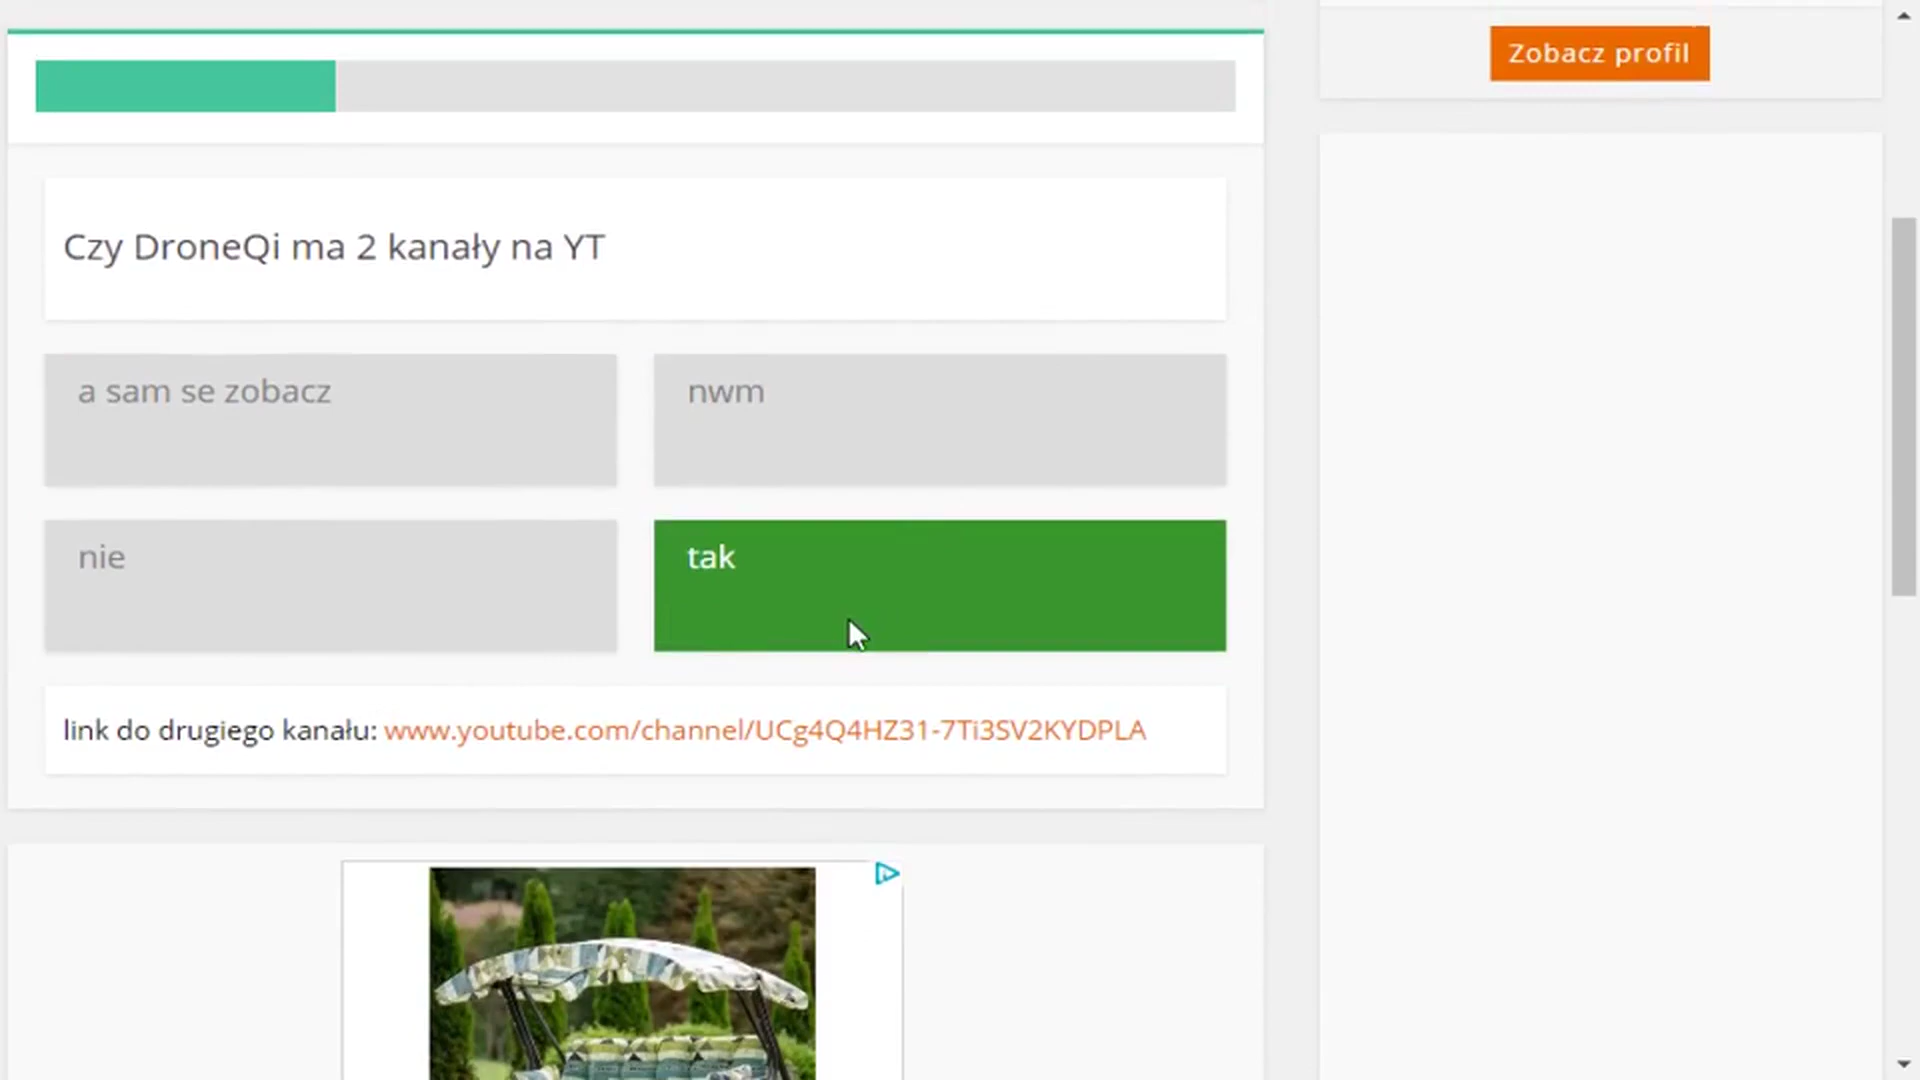 Zobacz profil
Czy DroneQi ma 2 kanały na YT
a sam se zobacz
nwm
nie
tak
link do drugiego kanału: www.youtube.com/channel/UCg4Q4HZ31-7Ti3SV2KYDPLA